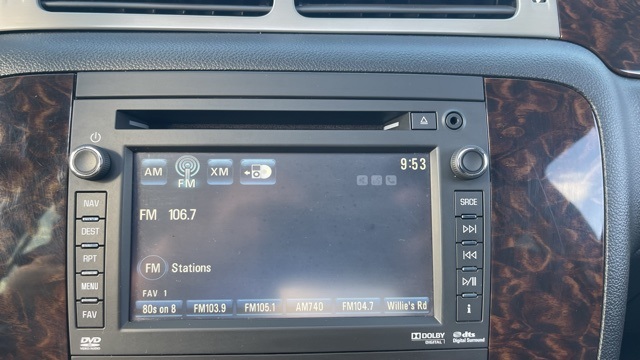 9:53
AM
FM
XM
FM 106.7
FM Stations
FAV 1
80s on 8 FM103.9 FM105.1 AM740 FM104.7 Willie's Rd
NAV
DEST
RPT
MENU
FAV
SRCE
i
DVD
DOLBY
DIGITAL
dts
Digital Surround